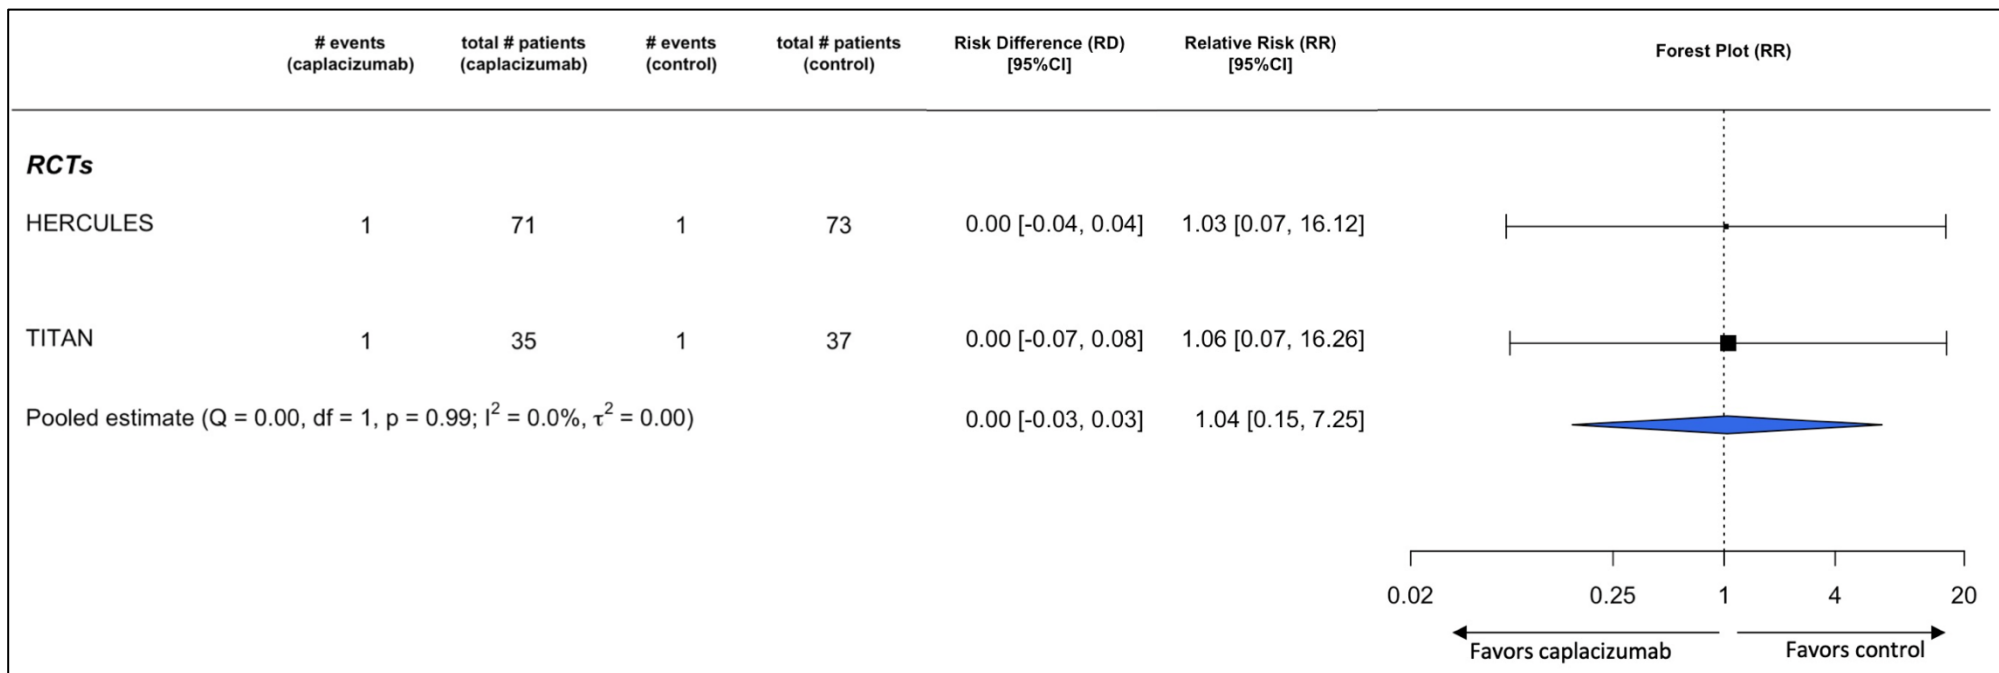 # events total # patients # events total # patients Risk Difference (RD) Relative Risk (RR) Forest Plot (RR)
(caplacizumab) (caplacizumab) (control) (control) [95%CI] [95%CI]
RCTs
HERCULES 1 71 1 73 0.00 [-0.04, 0.04] 1.03 [0.07, 16.12]
TITAN 1 35 1 37 0.00 [-0.07, 0.08] 1.06 [0.07, 16.26]
Pooled estimate (Q = 0.00, df = 1, p = 0.99; I² = 0.0%, τ² = 0.00) 0.00 [-0.03, 0.03] 1.04 [0.15, 7.25]
0.02 0.25 1 4 20
Favors caplacizumab Favors control